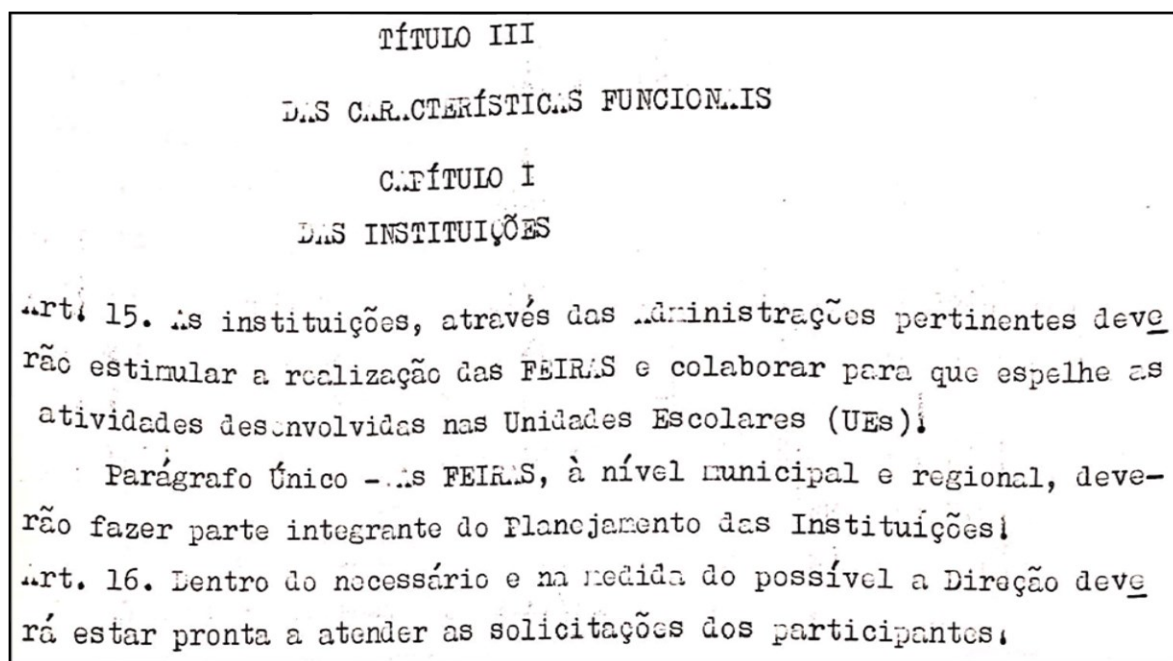 TÍTULO III
DAS CARACTERÍSTICAS FUNCIONAIS
CAPÍTULO I
DAS INSTITUIÇÕES
Art. 15. As instituições, através das Administrações pertinentes deve
rão estimular a realização das FEIRAS e colaborar para que espelhe as
atividades desenvolvidas nas Unidades Escolares (UEs).
Parágrafo Único - As FEIRAS, à nível municipal e regional, deve-
rão fazer parte integrante do Planejamento das Instituições.
Art. 16. Dentro do necessário e na medida do possível a Direção deve
rá estar pronta a atender as solicitações dos participantes.